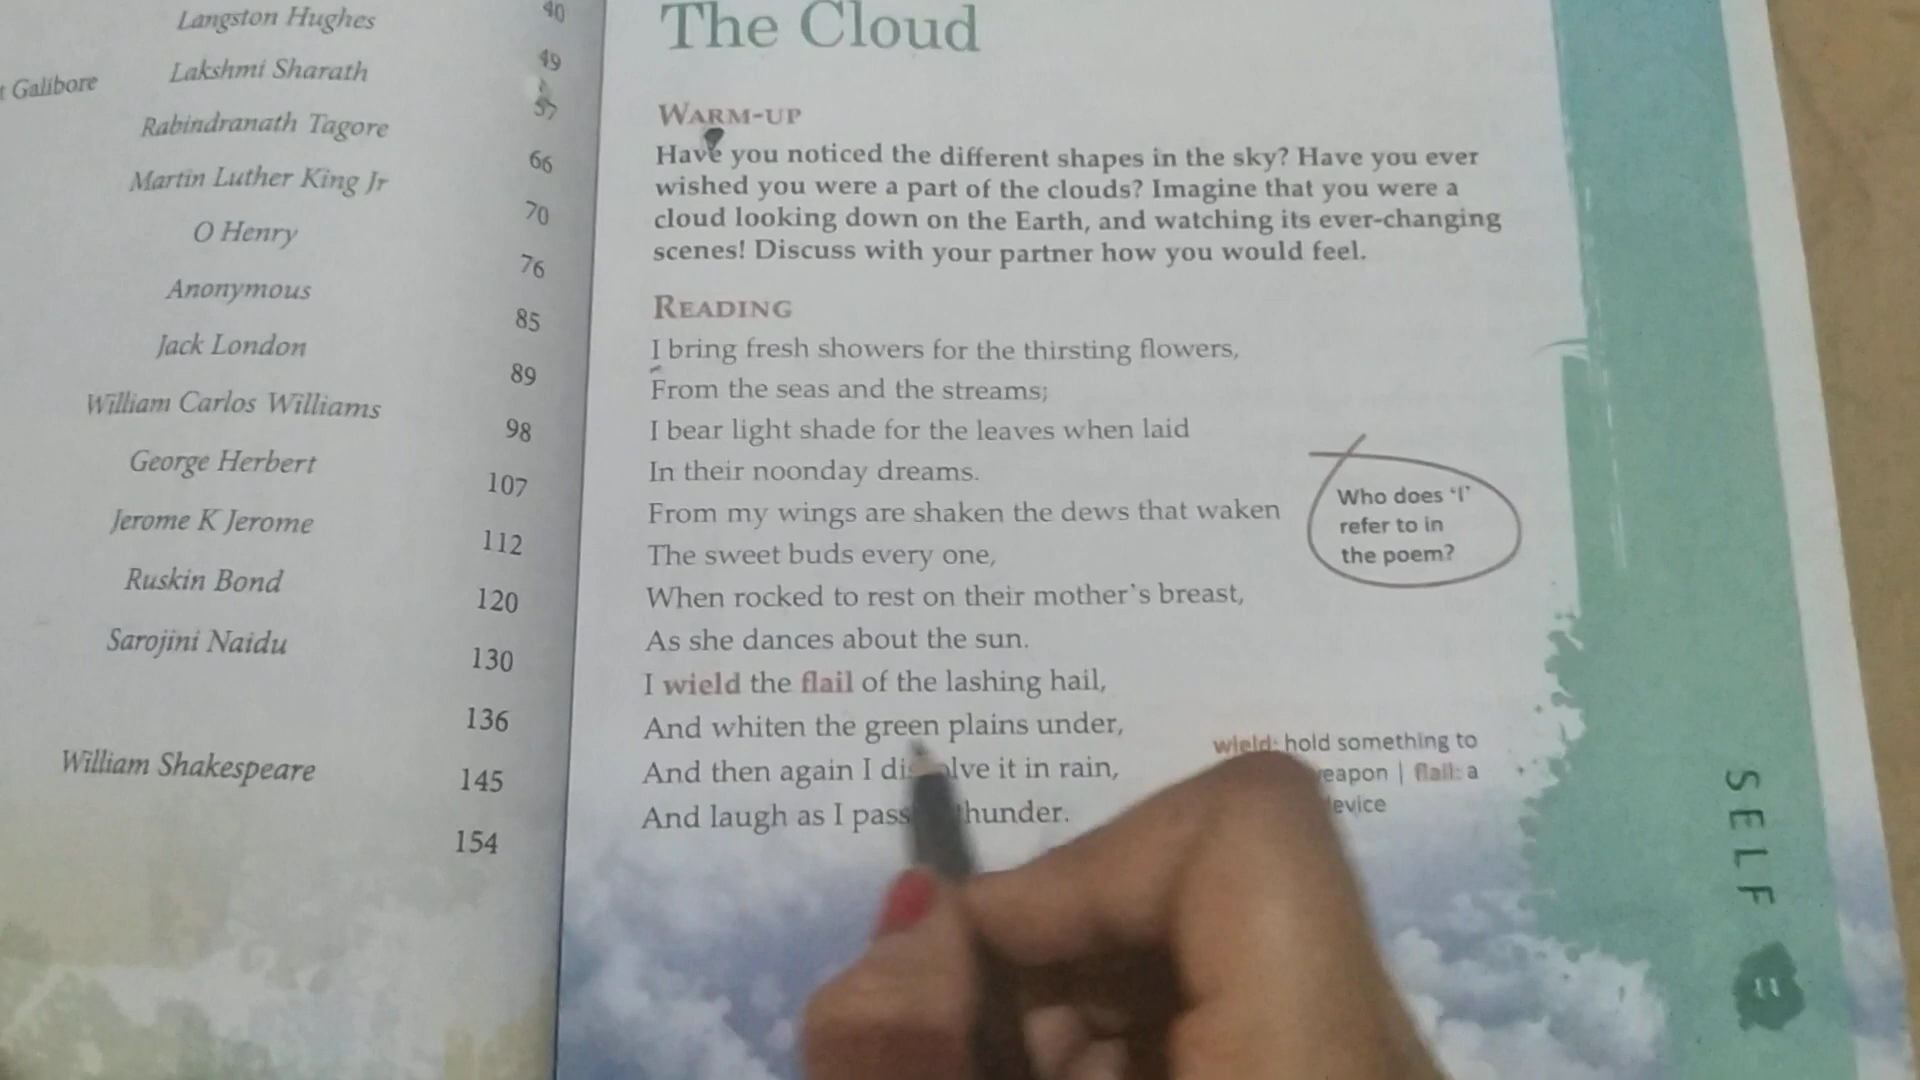 Langston Hughes 40
Lakshmi Sharath 49
t Galibore
Rabindranath Tagore 57
Martin Luther King Jr 66
70
O Henry
76
Anonymous
85
Jack London
89
William Carlos Williams
98
George Herbert
107
Jerome K Jerome
112
Ruskin Bond
120
Sarojini Naidu
130
136
William Shakespeare
145
154
The Cloud
WARM-UP
Have you noticed the different shapes in the sky? Have you ever
wished you were a part of the clouds? Imagine that you were a
cloud looking down on the Earth, and watching its ever-changing
scenes! Discuss with your partner how you would feel.
READING
I bring fresh showers for the thirsting flowers,
From the seas and the streams;
I bear light shade for the leaves when laid
In their noonday dreams.
From my wings are shaken the dews that waken
The sweet buds every one,
When rocked to rest on their mother's breast,
As she dances about the sun.
I wield the flail of the lashing hail,
And whiten the green plains under,
And then again I it in rain,
And laugh as I pass
Who does 'I'
refer to in
the poem?
wield: hold something to
| flail: a
SELF
11